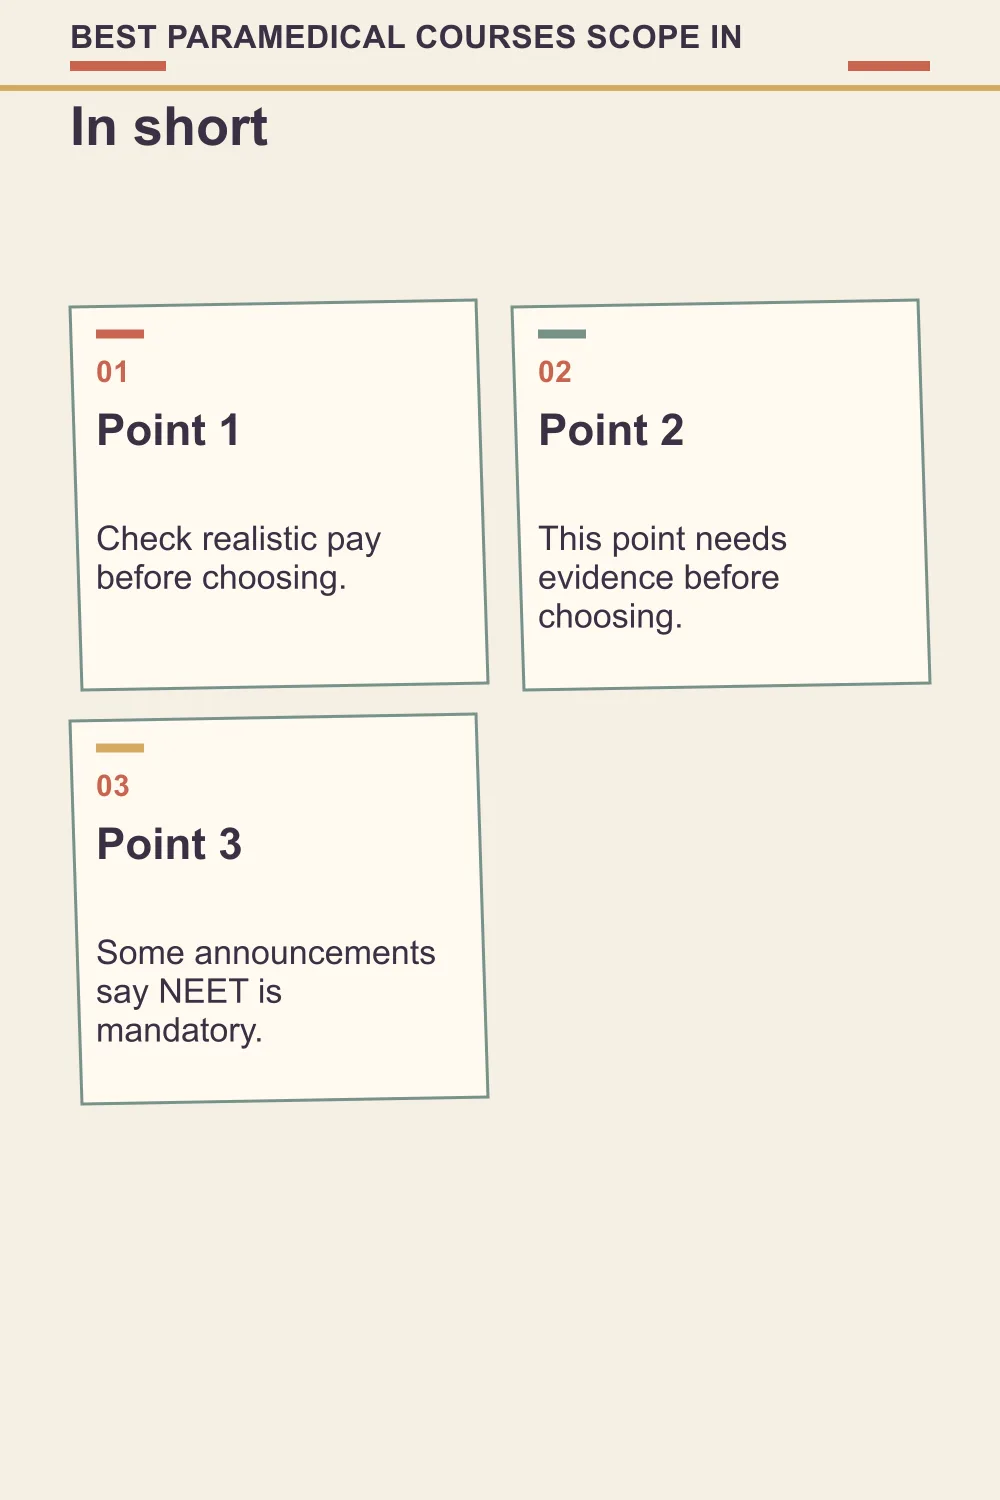 BEST PARAMEDICAL COURSES SCOPE IN
In short
01
Point 1
Check realistic pay
before choosing.
02
Point 2
This point needs
evidence before
choosing.
03
Point 3
Some announcements
say NEET is
mandatory.